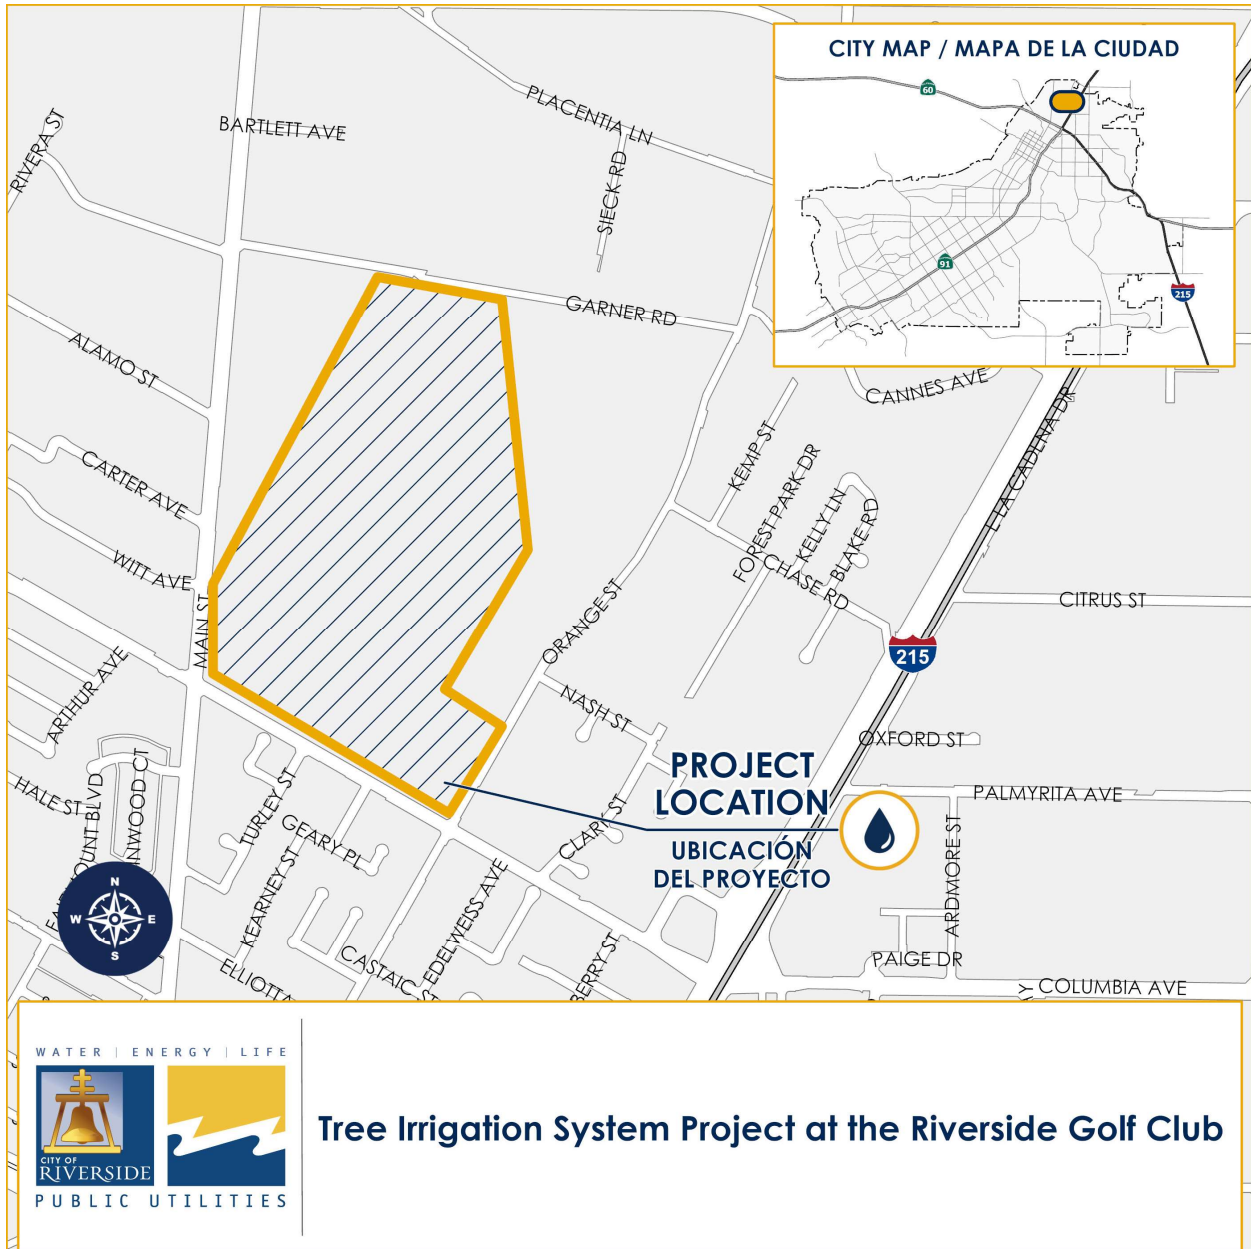 CITY MAP / MAPA DE LA CIUDAD
60
91
215
PLACENTIA LN
BARTLETT AVE
RIVERA ST
SIECK RD
GARNER RD
ALAMO ST
CANNES AVE
E LA CADENA DR
KEMP ST
FOREST PARK DR
KELLY LN
BLAKE RD
CARTER AVE
CHASE RD
WITT AVE
CITRUS ST
MAIN ST
ORANGE ST
215
ARTHUR AVE
NASH ST
OXFORD ST
PROJECT
LOCATION
UBICACIÓN
DEL PROYECTO
HALE ST
PALMYRITA AVE
TURLEY ST
GEARY PL
CLARK ST
ARDMORE ST
KEARNEY ST
EDELWEISS AVE
N
W E
S
CASTAIC ST
BERRY ST
PAIGE DR
COLUMBIA AVE
WATER | ENERGY | LIFE
CITY OF
RIVERSIDE
PUBLIC UTILITIES
Tree Irrigation System Project at the Riverside Golf Club